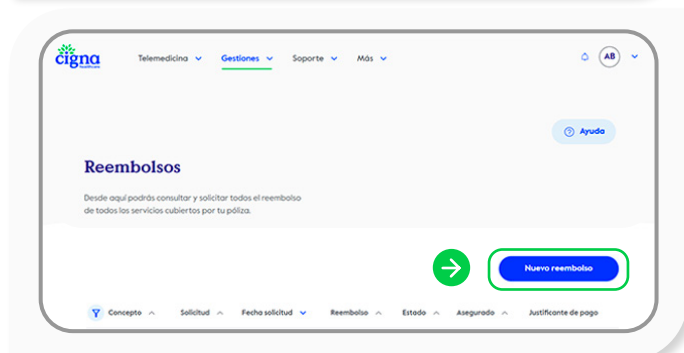 cigna
healthcare
Telemedicina Gestiones Soporte Más AB
Ayuda
Reembolsos
Desde aquí podrás consultar y solicitar todos el reembolso
de todos los servicios cubiertos por tu póliza.
Nuevo reembolso
Concepto Solicitud Fecha solicitud Reembolso Estado Asegurado Justificante de pago